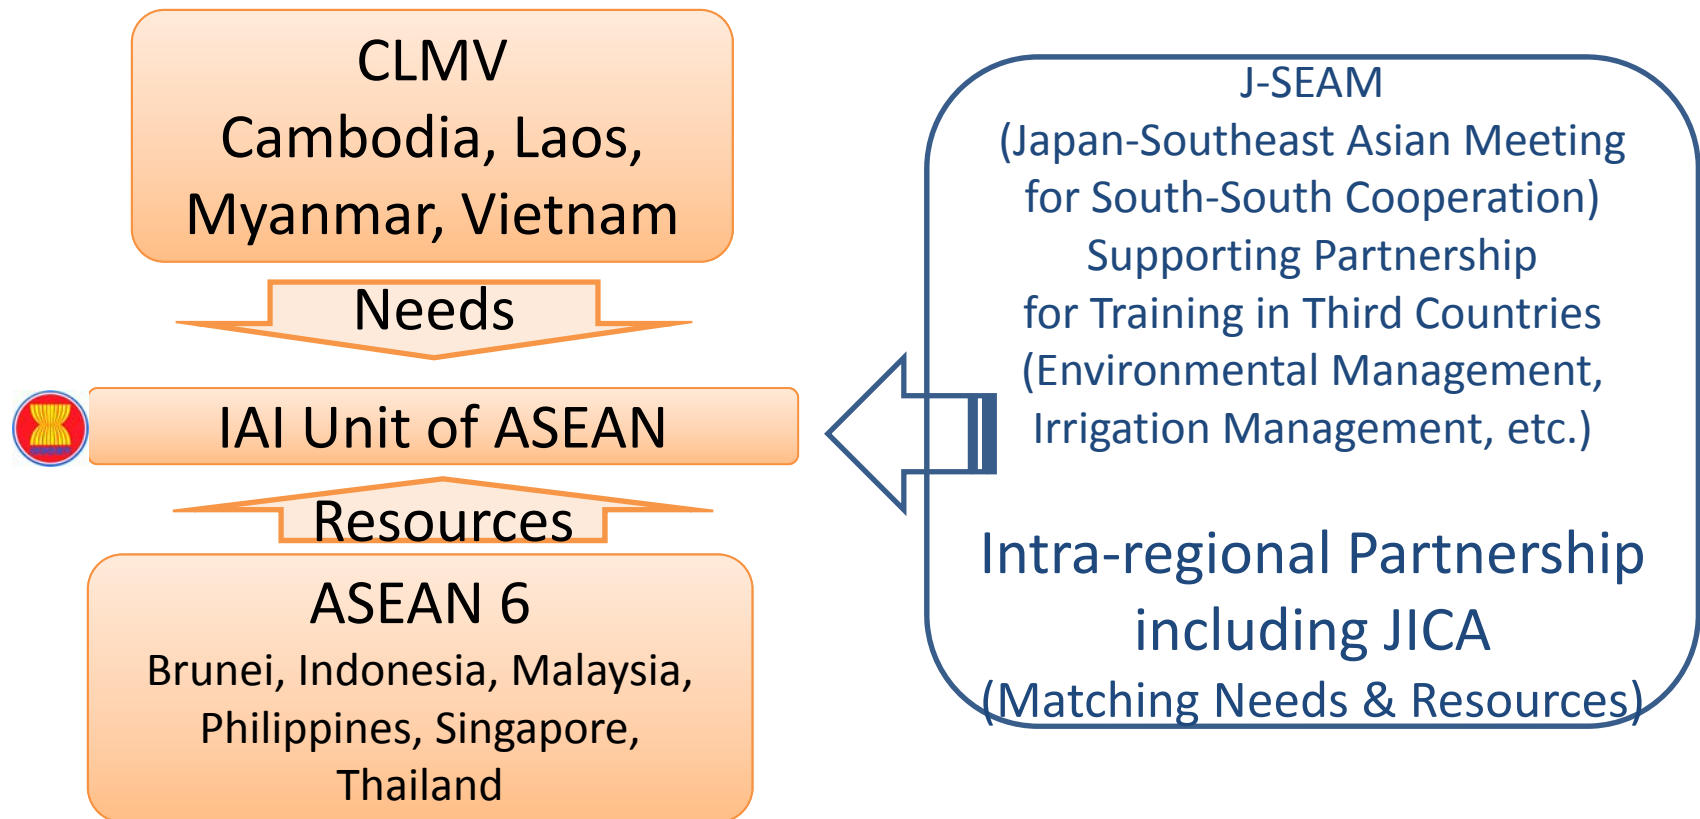 CLMV
Cambodia, Laos,
Myanmar, Vietnam
Needs
IAI Unit of ASEAN
Resources
ASEAN 6
Brunei, Indonesia, Malaysia,
Philippines, Singapore,
Thailand
J-SEAM
(Japan-Southeast Asian Meeting
for South-South Cooperation)
Supporting Partnership
for Training in Third Countries
(Environmental Management,
Irrigation Management, etc.)
Intra-regional Partnership
including JICA
(Matching Needs & Resources)